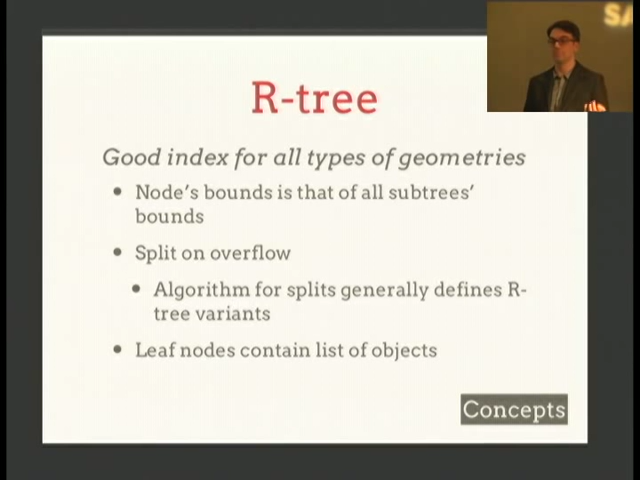 SA
R-tree
Good index for all types of geometries
• Node's bounds is that of all subtrees'
bounds
• Split on overflow
• Algorithm for splits generally defines R-
tree variants
• Leaf nodes contain list of objects
Concepts